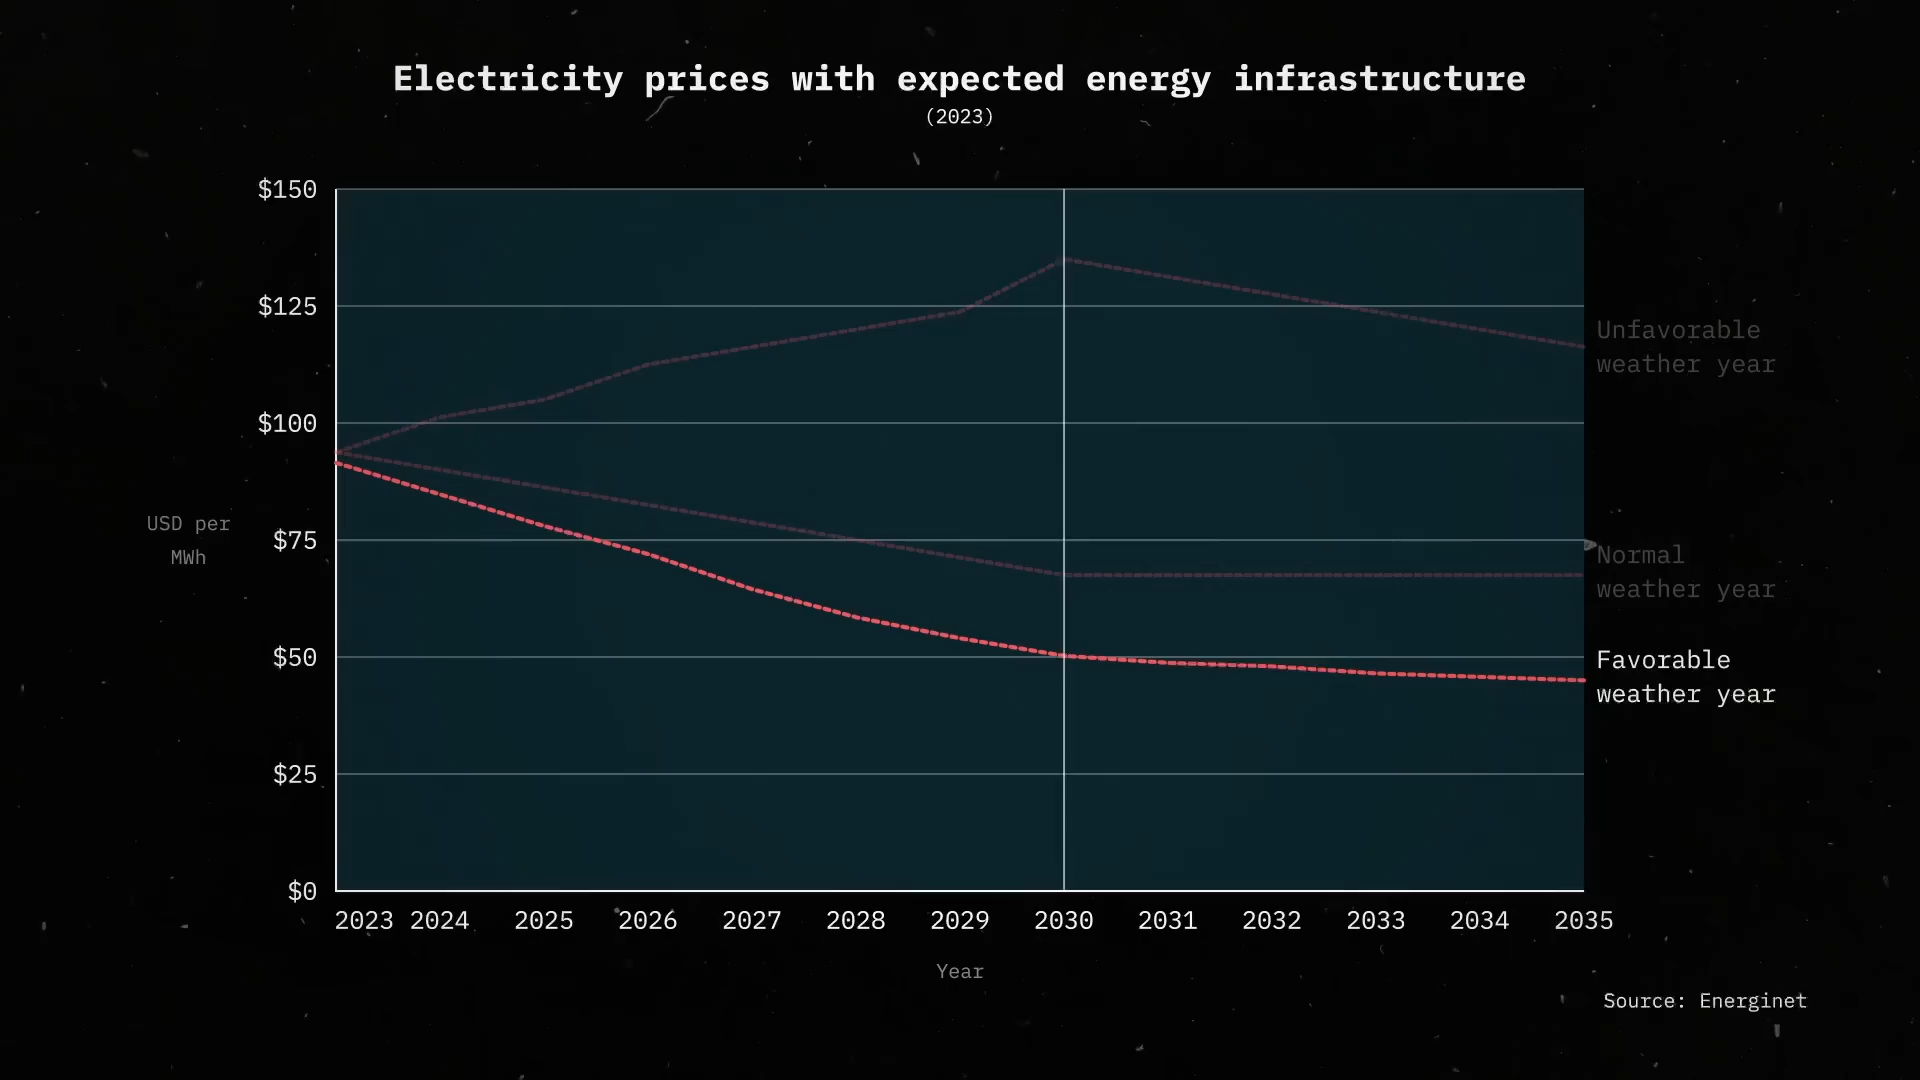 Electricity prices with expected energy infrastructure
(2023)
$150
$125
$100
$75
$50
$25
$0
USD per
MWh
Unfavorable
weather year
Normal
weather year
Favorable
weather year
2023 2024 2025 2026 2027 2028 2029 2030 2031 2032 2033 2034 2035
Year
Source: Energinet